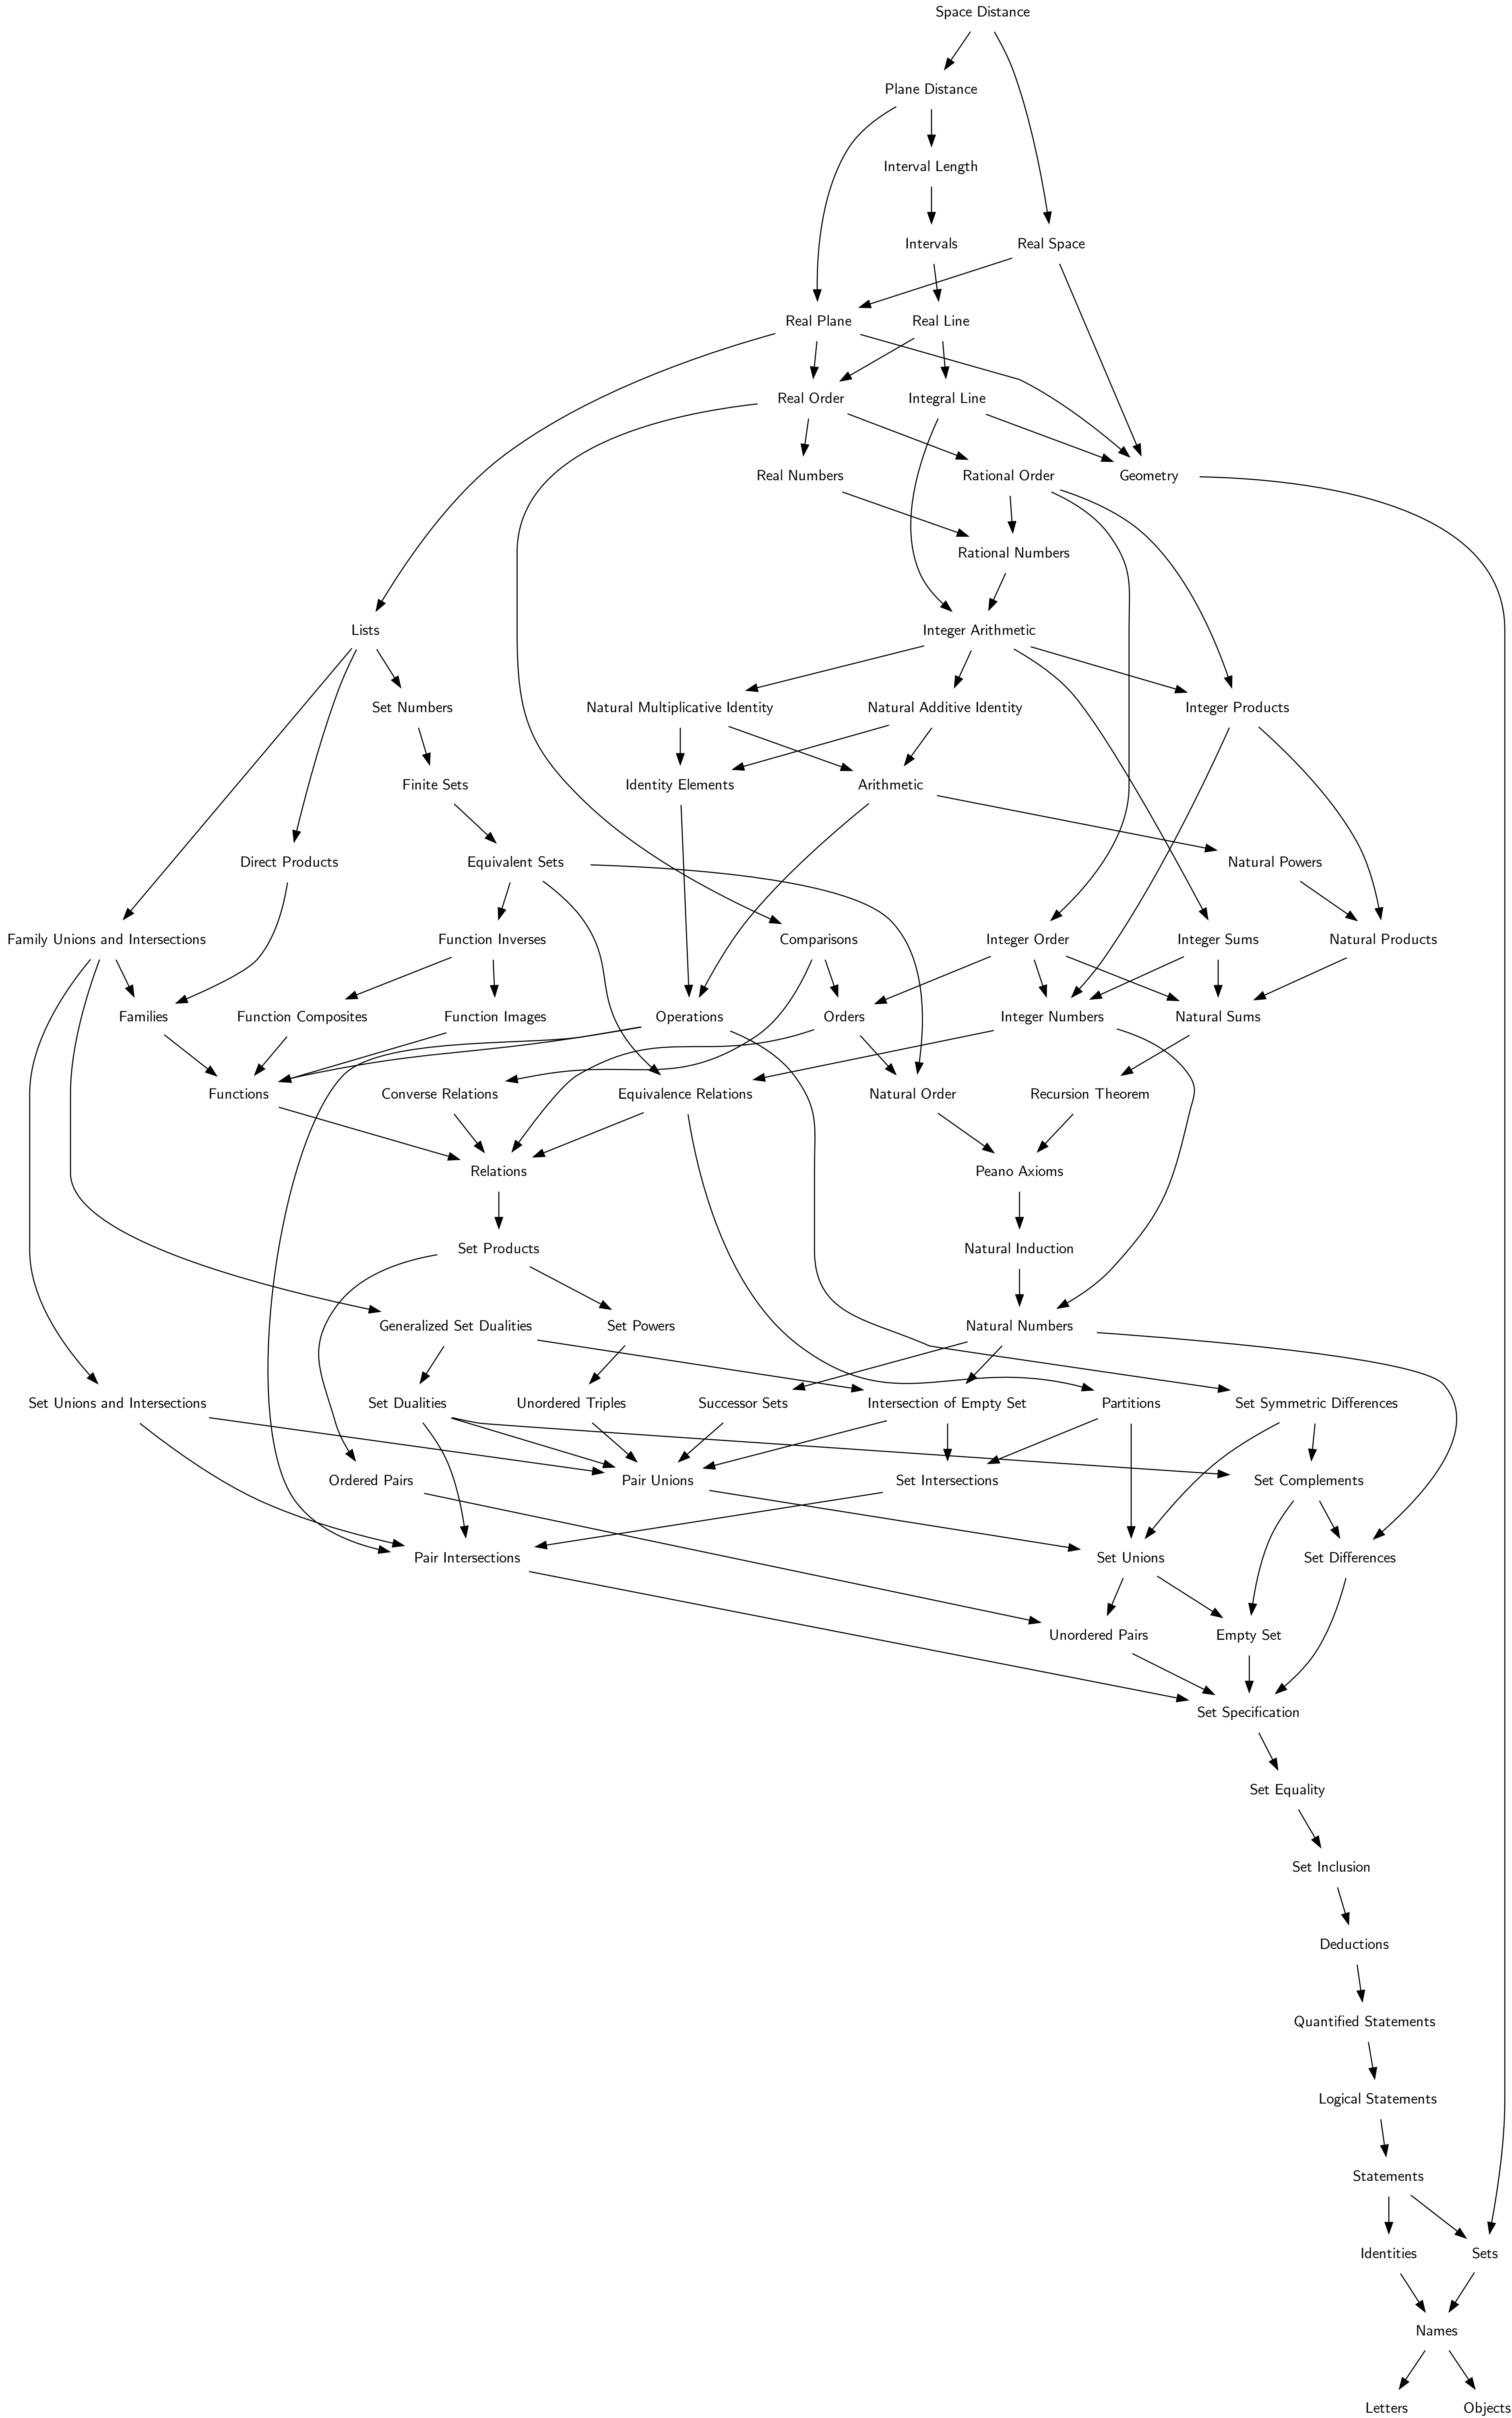 Space Distance
Plane Distance
Interval Length
Intervals
Real Space
Real Plane
Real Line
Real Order
Integral Line
Real Numbers
Rational Order
Geometry
Rational Numbers
Lists
Integer Arithmetic
Set Numbers
Natural Multiplicative Identity
Natural Additive Identity
Integer Products
Finite Sets
Identity Elements
Arithmetic
Direct Products
Equivalent Sets
Natural Powers
Family Unions and Intersections
Function Inverses
Comparisons
Integer Order
Integer Sums
Natural Products
Families
Function Composites
Function Images
Operations
Orders
Integer Numbers
Natural Sums
Functions
Converse Relations
Equivalence Relations
Natural Order
Recursion Theorem
Relations
Peano Axioms
Set Products
Natural Induction
Generalized Set Dualities
Set Powers
Natural Numbers
Set Unions and Intersections
Set Dualities
Unordered Triples
Successor Sets
Intersection of Empty Set
Partitions
Set Symmetric Differences
Ordered Pairs
Pair Unions
Set Intersections
Set Complements
Pair Intersections
Set Unions
Set Differences
Unordered Pairs
Empty Set
Set Specification
Set Equality
Set Inclusion
Deductions
Quantified Statements
Logical Statements
Statements
Identities
Sets
Names
Letters
Objects